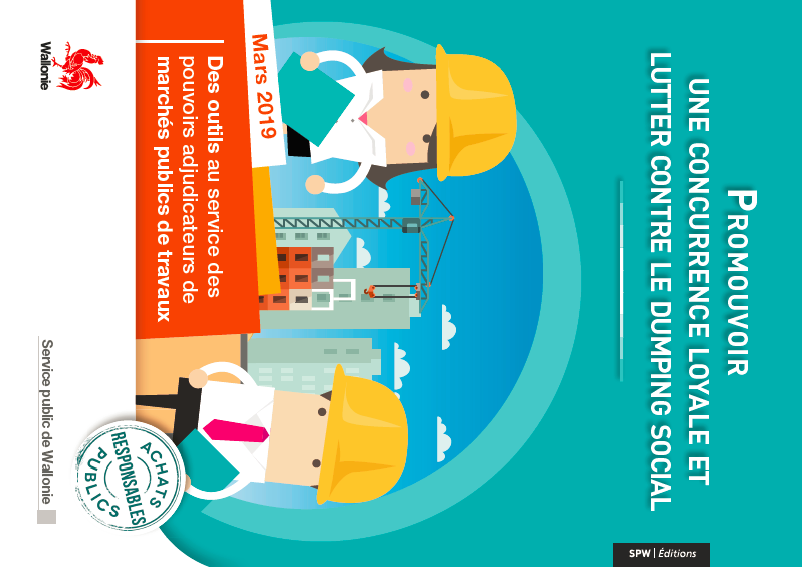 PROMOUVOIR
UNE CONCURRENCE LOYALE ET
LUTTER CONTRE LE DUMPING SOCIAL
Mars 2019
Des outils au service des
pouvoirs adjudicateurs de
marchés publics de travaux
ACHATS
RESPONSABLES
PUBLICS
Wallonie
Service public de Wallonie
SPW | Éditions